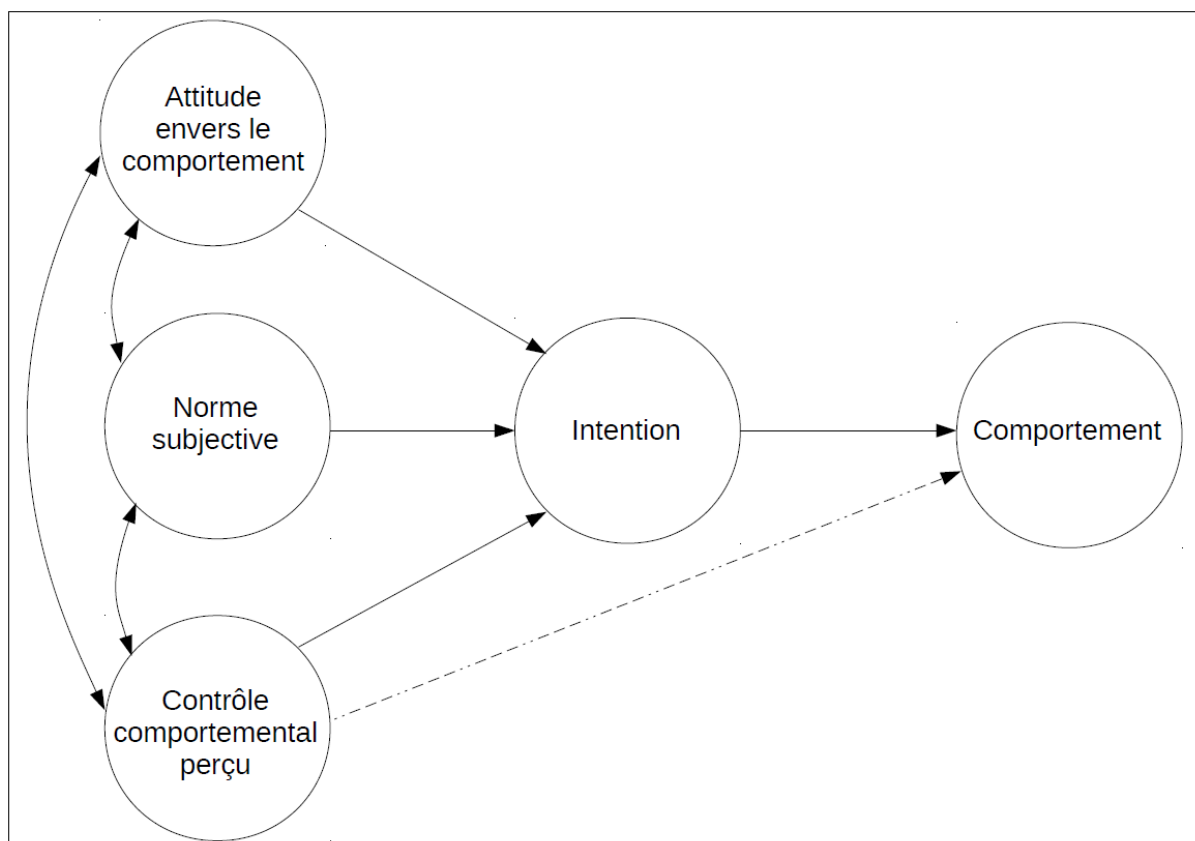 Attitude
envers le
comportement
Norme
subjective
Intention
Comportement
Contrôle
comportemental
perçu